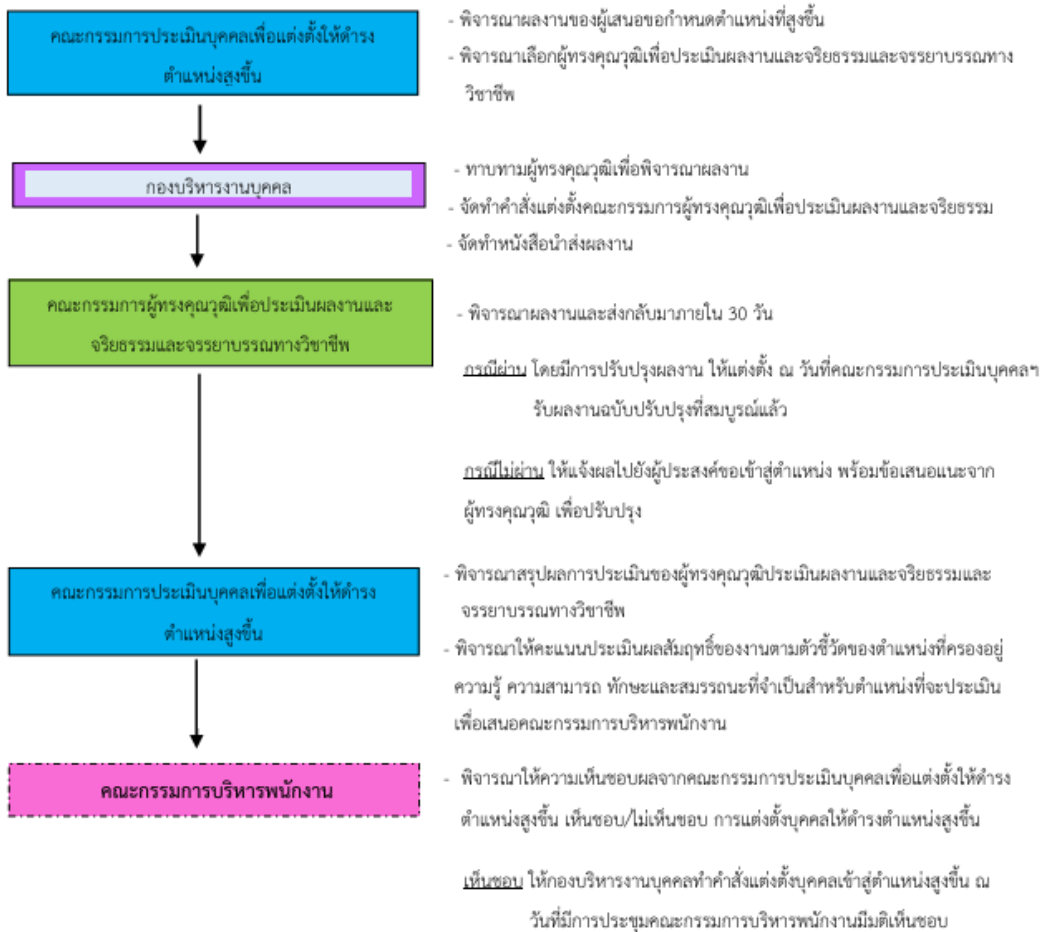 คณะกรรมการประเมินบุคคลเพื่อแต่งตั้งให้ดำรง
ตำแหน่งสูงขึ้น
- พิจารณาผลงานของผู้เสนอขอกำหนดตำแหน่งที่สูงขึ้น
- พิจารณาเลือกผู้ทรงคุณวุฒิเพื่อประเมินผลงานและจริยธรรมและจรรยาบรรณทาง
วิชาชีพ
กองบริหารงานบุคคล
- ทาบทามผู้ทรงคุณวุฒิเพื่อพิจารณาผลงาน
- จัดทำคำสั่งแต่งตั้งคณะกรรมการผู้ทรงคุณวุฒิเพื่อประเมินผลงานและจริยธรรม
- จัดทำหนังสือนำส่งผลงาน
คณะกรรมการผู้ทรงคุณวุฒิเพื่อประเมินผลงานและ
จริยธรรมและจรรยาบรรณทางวิชาชีพ
- พิจารณาผลงานและส่งกลับมาภายใน 30 วัน
กรณีผ่าน โดยมีการปรับปรุงผลงาน ให้แต่งตั้ง ณ วันที่คณะกรรมการประเมินบุคคลฯ
รับผลงานฉบับปรับปรุงที่สมบูรณ์แล้ว
กรณีไม่ผ่าน ให้แจ้งผลไปยังผู้ประสงค์ขอเข้าสู่ตำแหน่ง พร้อมข้อเสนอแนะจาก
ผู้ทรงคุณวุฒิ เพื่อปรับปรุง
คณะกรรมการประเมินบุคคลเพื่อแต่งตั้งให้ดำรง
ตำแหน่งสูงขึ้น
- พิจารณาสรุปผลการประเมินของผู้ทรงคุณวุฒิประเมินผลงานและจริยธรรมและ
จรรยาบรรณทางวิชาชีพ
- พิจารณาให้คะแนนประเมินผลสัมฤทธิ์ของงานตามตัวชี้วัดของตำแหน่งที่ครองอยู่
ความรู้ ความสามารถ ทักษะและสมรรถนะที่จำเป็นสำหรับตำแหน่งที่จะประเมิน
เพื่อเสนอคณะกรรมการบริหารพนักงาน
คณะกรรมการบริหารพนักงาน
- พิจารณาให้ความเห็นชอบผลจากคณะกรรมการประเมินบุคคลเพื่อแต่งตั้งให้ดำรง
ตำแหน่งสูงขึ้น เห็นชอบ/ไม่เห็นชอบ การแต่งตั้งบุคคลให้ดำรงตำแหน่งสูงขึ้น
เห็นชอบ ให้กองบริหารงานบุคคลทำคำสั่งแต่งตั้งบุคคลเข้าสู่ตำแหน่งสูงขึ้น ณ
วันที่มีการประชุมคณะกรรมการบริหารพนักงานมีมติเห็นชอบ